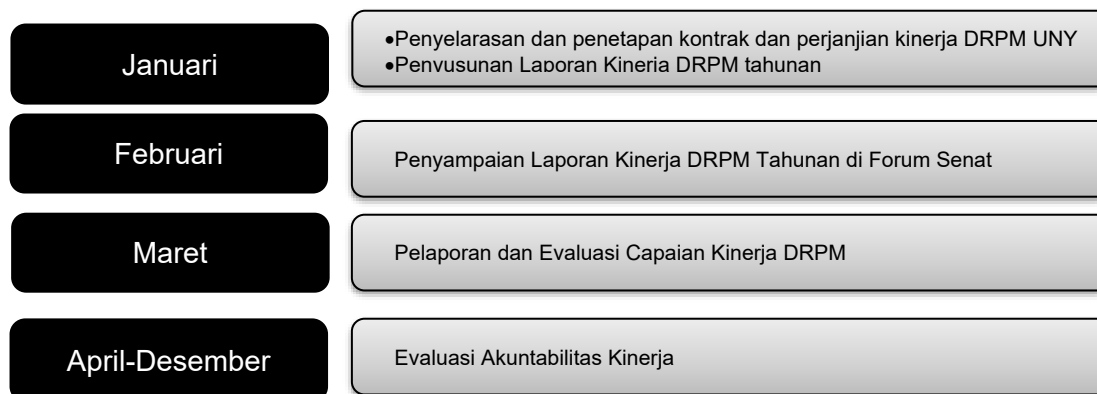 Januari
•Penyelarasan dan penetapan kontrak dan perjanjian kinerja DRPM UNY
•Penyusunan Laporan Kinerja DRPM tahunan
Februari
Penyampaian Laporan Kinerja DRPM Tahunan di Forum Senat
Maret
Pelaporan dan Evaluasi Capaian Kinerja DRPM
April-Desember
Evaluasi Akuntabilitas Kinerja